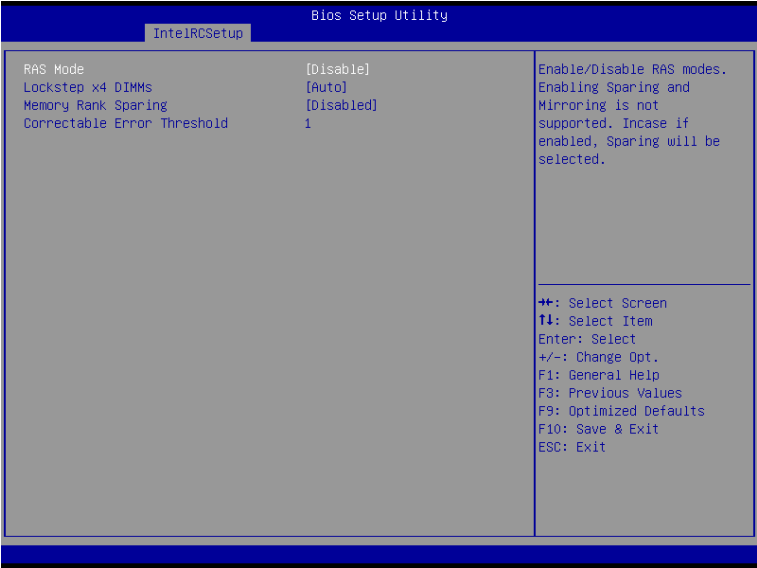 Bios Setup Utility
IntelRCSetup
RAS Mode [Disable]
Lockstep x4 DIMMs [Auto]
Memory Rank Sparing [Disabled]
Correctable Error Threshold 1
Enable/Disable RAS modes.
Enabling Sparing and
Mirroring is not
supported. Incase if
enabled, Sparing will be
selected.
→←: Select Screen
↑↓: Select Item
Enter: Select
+/-: Change Opt.
F1: General Help
F3: Previous Values
F9: Optimized Defaults
F10: Save & Exit
ESC: Exit